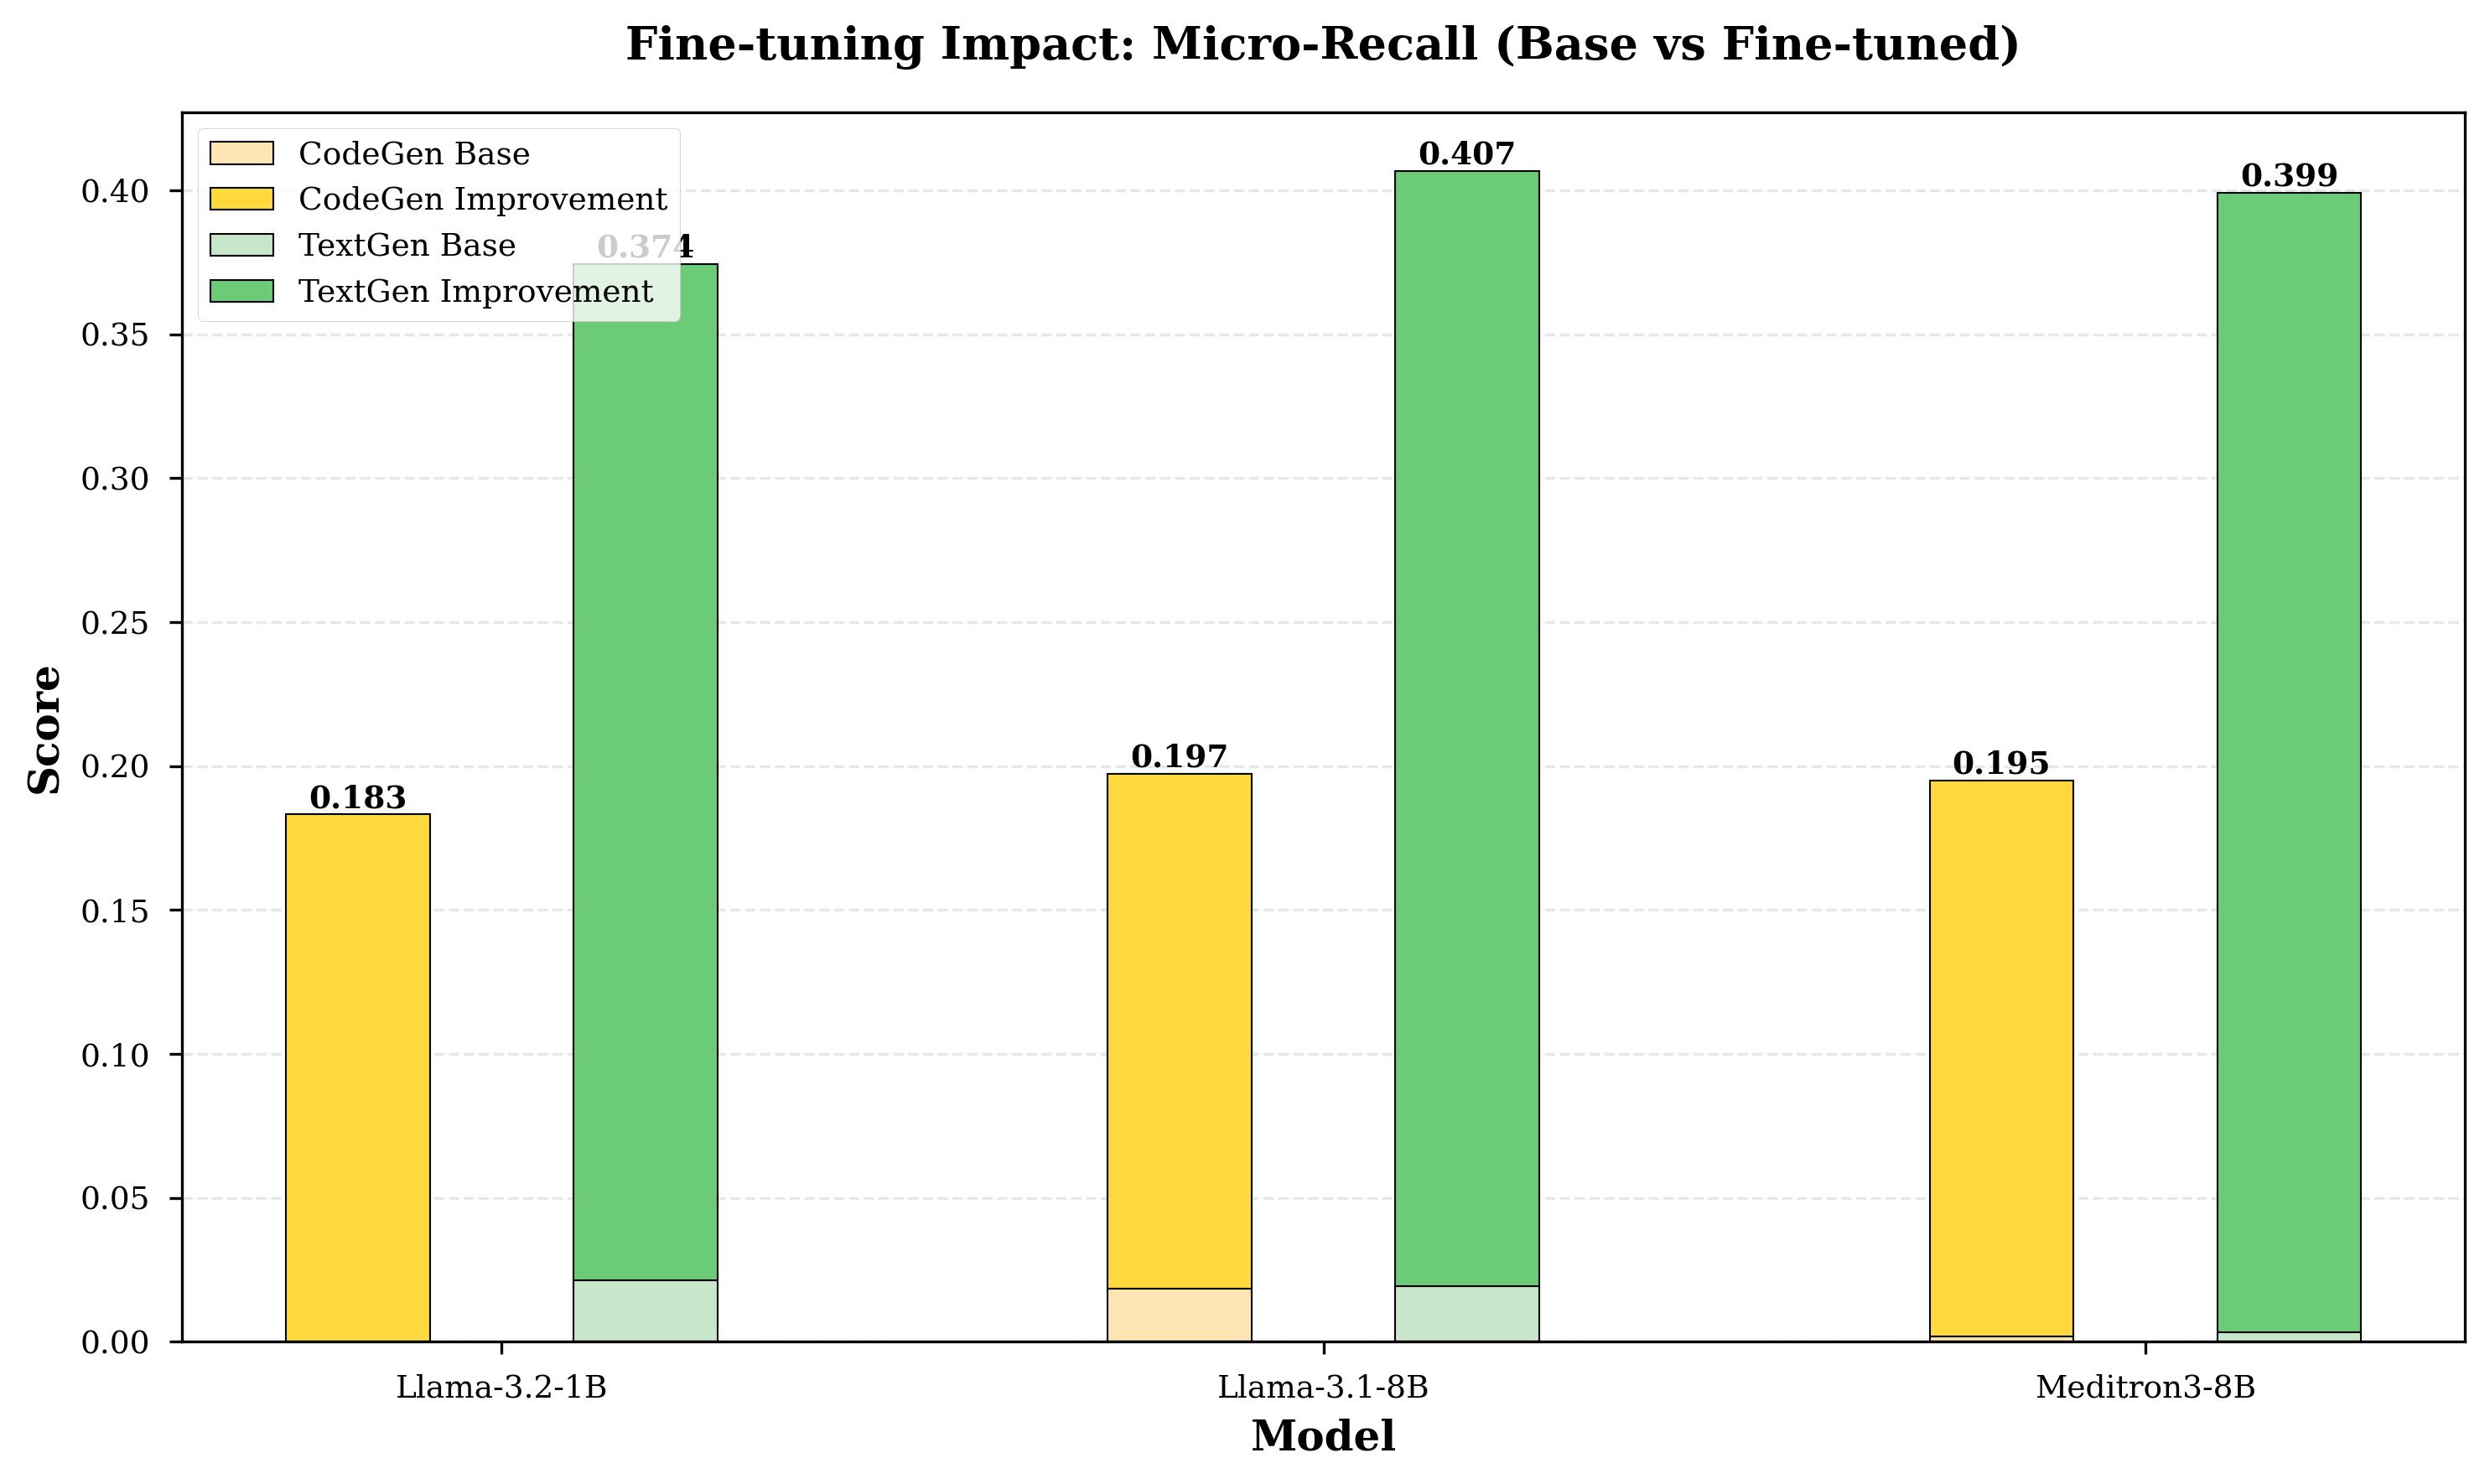 Fine-tuning Impact: Micro-Recall (Base vs Fine-tuned)
CodeGen Base
CodeGen Improvement
TextGen Base
TextGen Improvement
0.374
0.407
0.399
0.183
0.197
0.195
0.40
0.35
0.30
0.25
0.20
0.15
0.10
0.05
0.00
Score
Llama-3.2-1B
Llama-3.1-8B
Meditron3-8B
Model